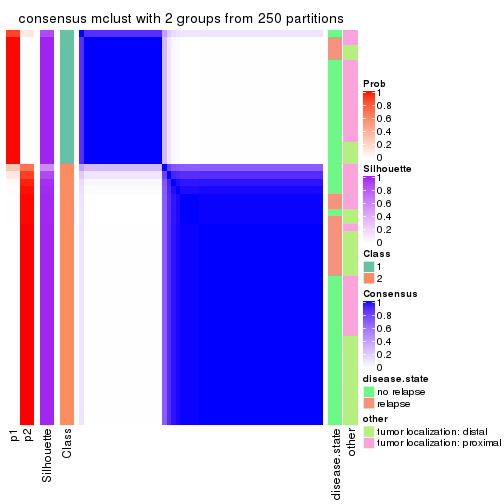 consensus mclust with 2 groups from 250 partitions
Prob
1
0.8
0.6
0.4
0.2
0
Silhouette
1
0.8
0.6
0.4
0.2
0
Class
1
2
Consensus
1
0.8
0.6
0.4
0.2
0
disease.state
no relapse
relapse
other
tumor localization: distal
tumor localization: proximal
p1
p2
Silhouette
Class
disease.state
other